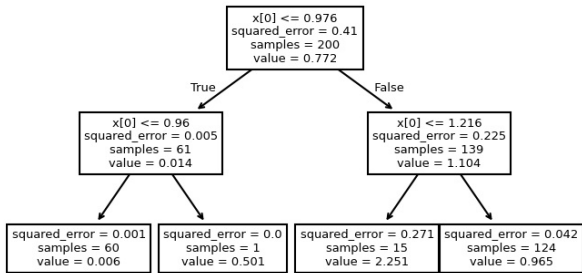 x[0] <= 0.976
squared_error = 0.41
samples = 200
value = 0.772
True
False
x[0] <= 0.96
squared_error = 0.005
samples = 61
value = 0.014
x[0] <= 1.216
squared_error = 0.225
samples = 139
value = 1.104
squared_error = 0.001
samples = 60
value = 0.006
squared_error = 0.0
samples = 1
value = 0.501
squared_error = 0.271
samples = 15
value = 2.251
squared_error = 0.042
samples = 124
value = 0.965